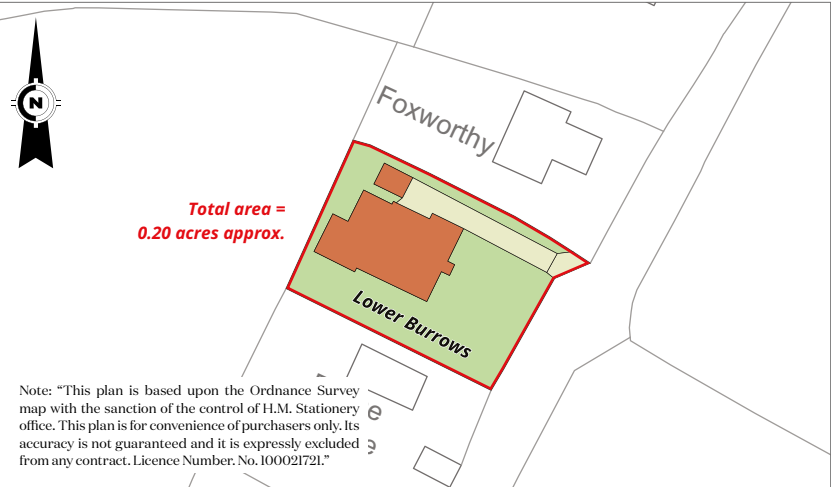 N
Foxworthy
Total area =
0.20 acres approx.
Lower Burrows
Note: “This plan is based upon the Ordnance Survey
map with the sanction of the control of H.M. Stationery
office. This plan is for convenience of purchasers only. Its
accuracy is not guaranteed and it is expressly excluded
from any contract. Licence Number. No. 100021721.”